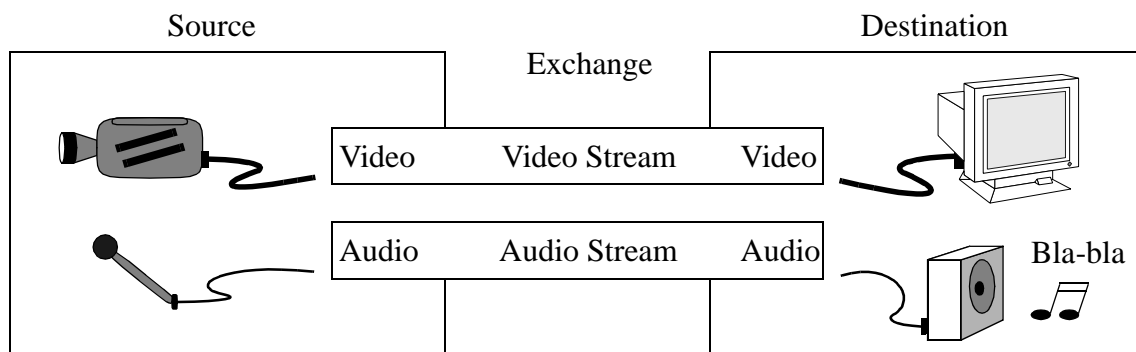 Source
Destination
Exchange
Video Video Stream Video
Audio Audio Stream Audio
Bla-bla